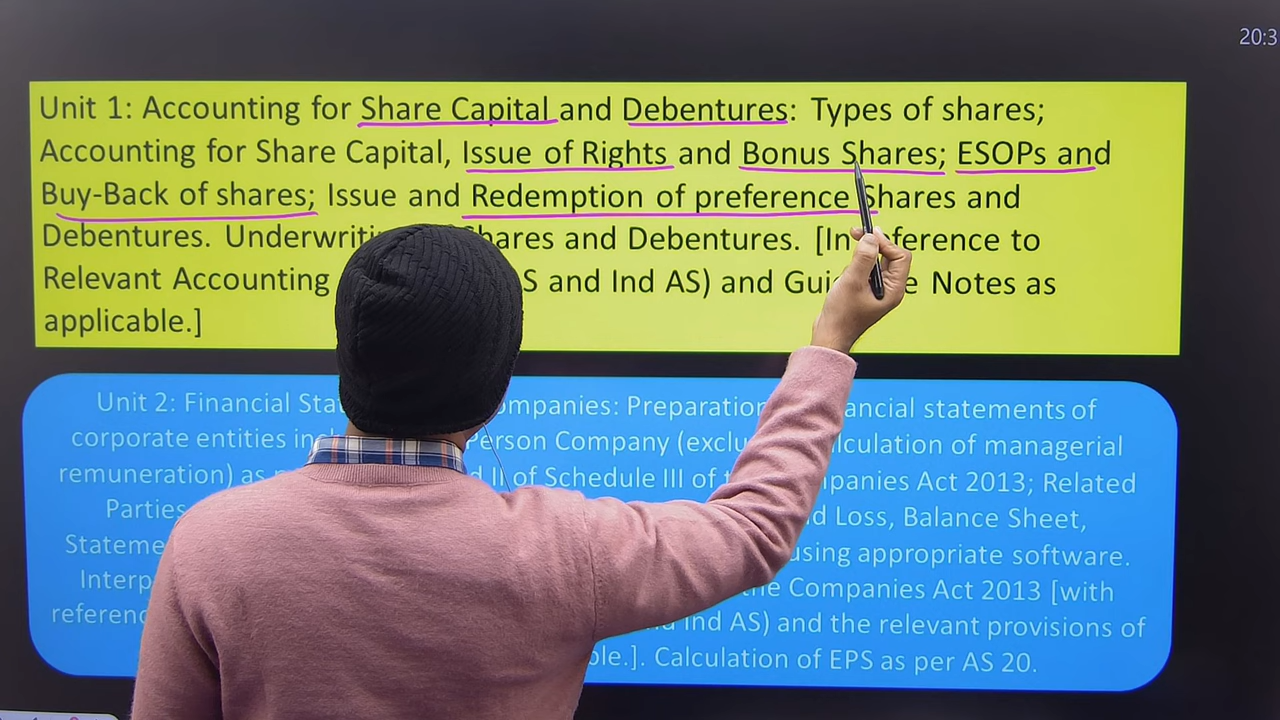 20:3
Unit 1: Accounting for Share Capital and Debentures: Types of shares;
Accounting for Share Capital, Issue of Rights and Bonus Shares; ESOPs and
Buy-Back of shares; Issue and Redemption of preference Shares and
Debentures. Underwriti Shares and Debentures. [In ference to
Relevant Accounting S and Ind AS) and Gui e Notes as
applicable.]
Unit 2: Financial Sta ompanies: Preparation ancial statements of
corporate entities in Person Company (exclu lculation of managerial
remuneration) as II of Schedule III of panies Act 2013; Related
Parties d Loss, Balance Sheet,
Stateme using appropriate software.
Interp the Companies Act 2013 [with
referenc Ind AS) and the relevant provisions of
ble.]. Calculation of EPS as per AS 20.